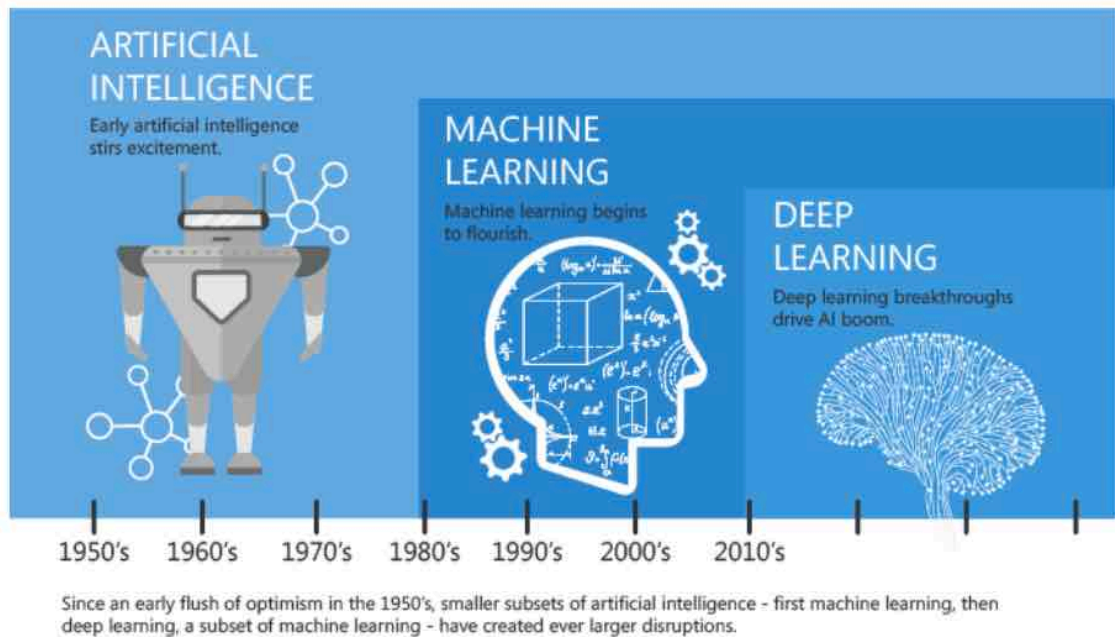 ARTIFICIAL
INTELLIGENCE
Early artificial intelligence
stirs excitement.
MACHINE
LEARNING
Machine learning begins
to flourish.
DEEP
LEARNING
Deep learning breakthroughs
drive AI boom.
1950's 1960's 1970's 1980's 1990's 2000's 2010's
Since an early flush of optimism in the 1950's, smaller subsets of artificial intelligence - first machine learning, then
deep learning, a subset of machine learning - have created ever larger disruptions.